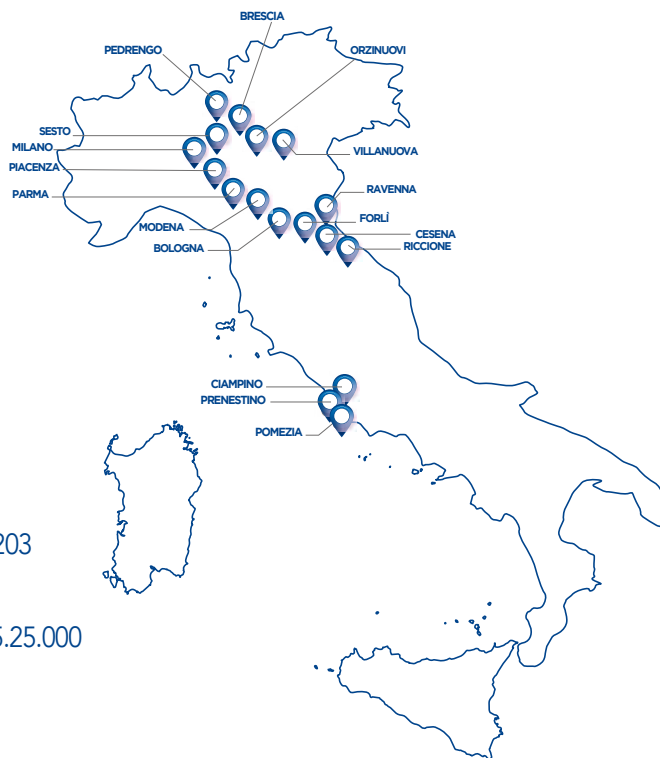 BRESCIA
PEDRENGO
ORZINUOVI
SESTO
MILANO
VILLANUOVA
PIACENZA
PARMA
RAVENNA
MODENA
FORLÌ
BOLOGNA
CESENA
RICCIONE
CIAMPINO
PRENESTINO
POMEZIA
203
.25.000